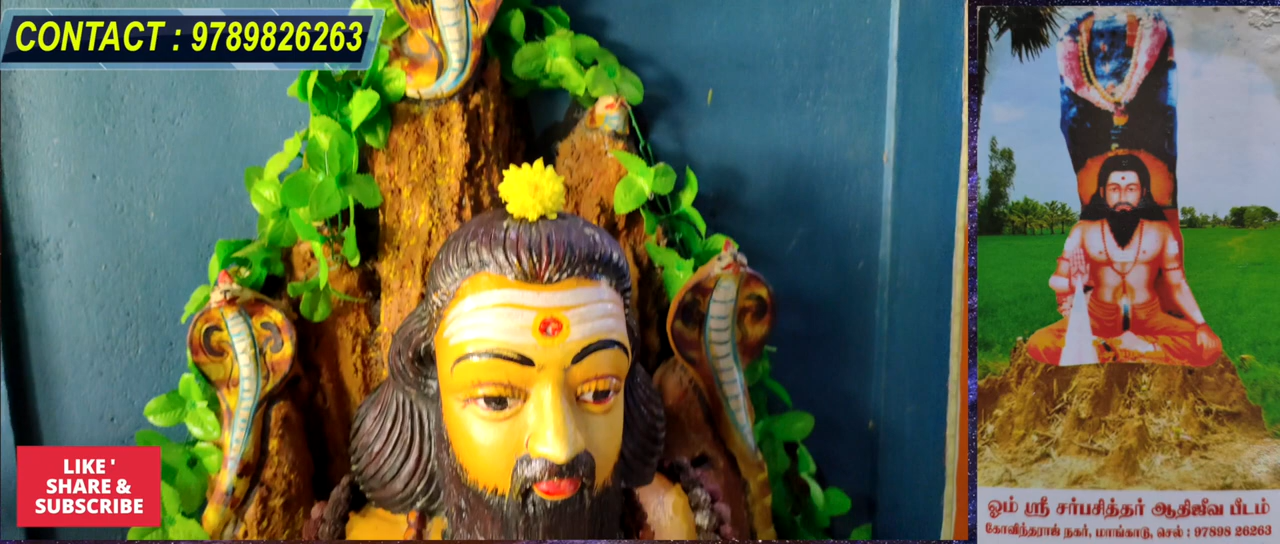 CONTACT : 9789826263
LIKE '
SHARE &
SUBSCRIBE
ஓம் ஸ்ரீ சர்பசித்தர் ஆதிஜீவ பீடம்
கோவிந்தராஜ் நகர், மாங்காடு, செல் : 97898 26263